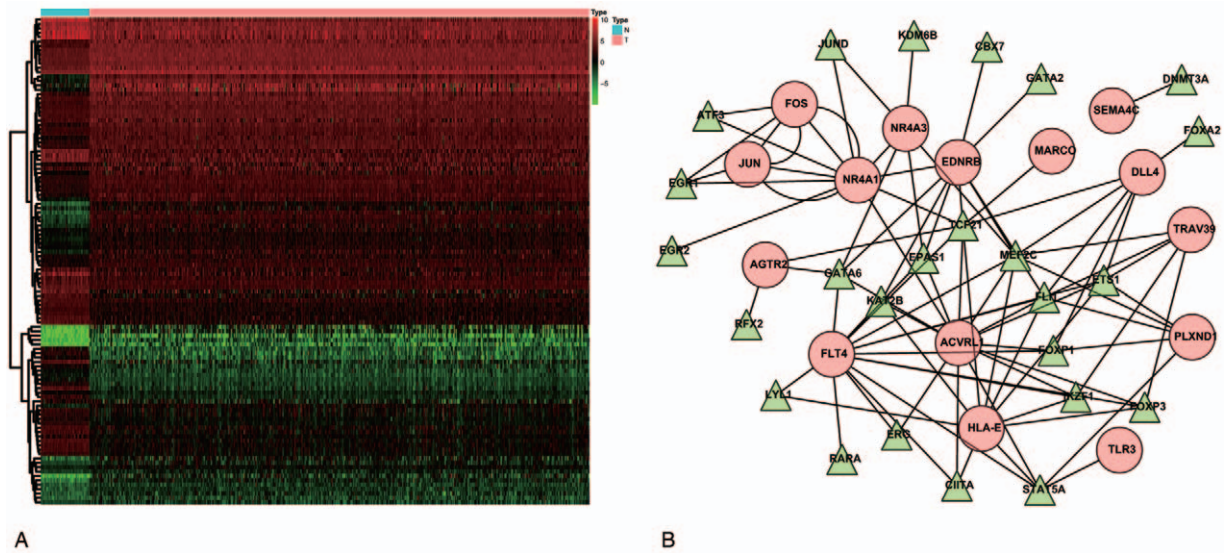 Type
10
5
0
-5
Type
N
T
A
JUND
KDM6B
CBX7
GATA2
DNMT3A
SEMA4C
FOS
ATF3
NR4A3
FOXA2
EDNRB
MARCO
JUN
DLL4
NR4A1
EGR1
TCF21
TRAV39
EGR2
EPAS1
MEF2C
AGTR2
GATA6
ETS1
FLI1
KAT2B
RFX2
PLXND1
ACVRL1
FLT4
FOXP1
LYL1
IKZF1
FOXP3
HLA-E
ERG
TLR3
RARA
CIITA
STAT5A
B